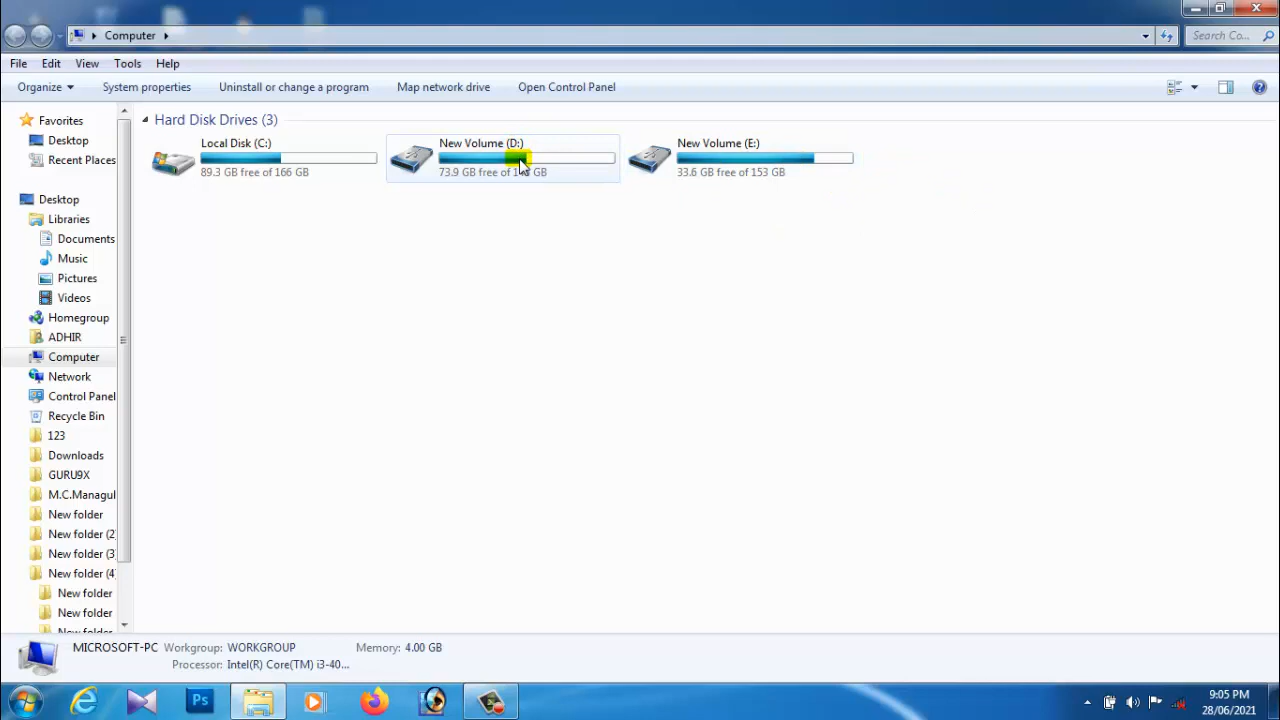 Computer
Search Co...
File Edit View Tools Help
Organize System properties Uninstall or change a program Map network drive Open Control Panel
Favorites
Desktop
Recent Places
Desktop
Libraries
Documents
Music
Pictures
Videos
Homegroup
ADHIR
Computer
Network
Control Panel
Recycle Bin
123
Downloads
GURU9X
M.C.Managul
New folder
New folder (2
New folder (3)
New folder (4)
New folder
New folder
Hard Disk Drives (3)
Local Disk (C:)
89.3 GB free of 166 GB
New Volume (D:)
73.9 GB free of GB
New Volume (E:)
33.6 GB free of 153 GB
MICROSOFT-PC Workgroup: WORKGROUP Memory: 4.00 GB
Processor: Intel(R) Core(TM) i3-40...
Ps
9:05 PM
28/06/2021